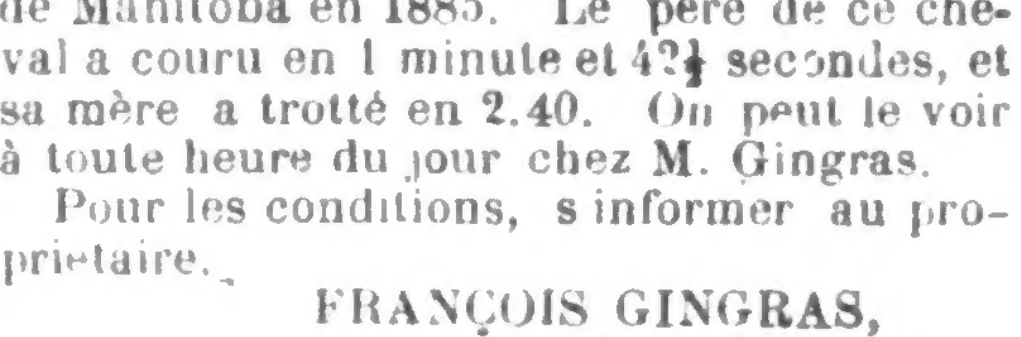 de Manitoba en 1885. Le père de ce che-
val a couru en 1 minute et secondes, et
sa mère a trotté en 2.40. On peut le voir
à toute heure du jour chez M. Gingras.
Pour les conditions, s informer au pro-
prietaire.
FRANÇOIS GINGRAS,